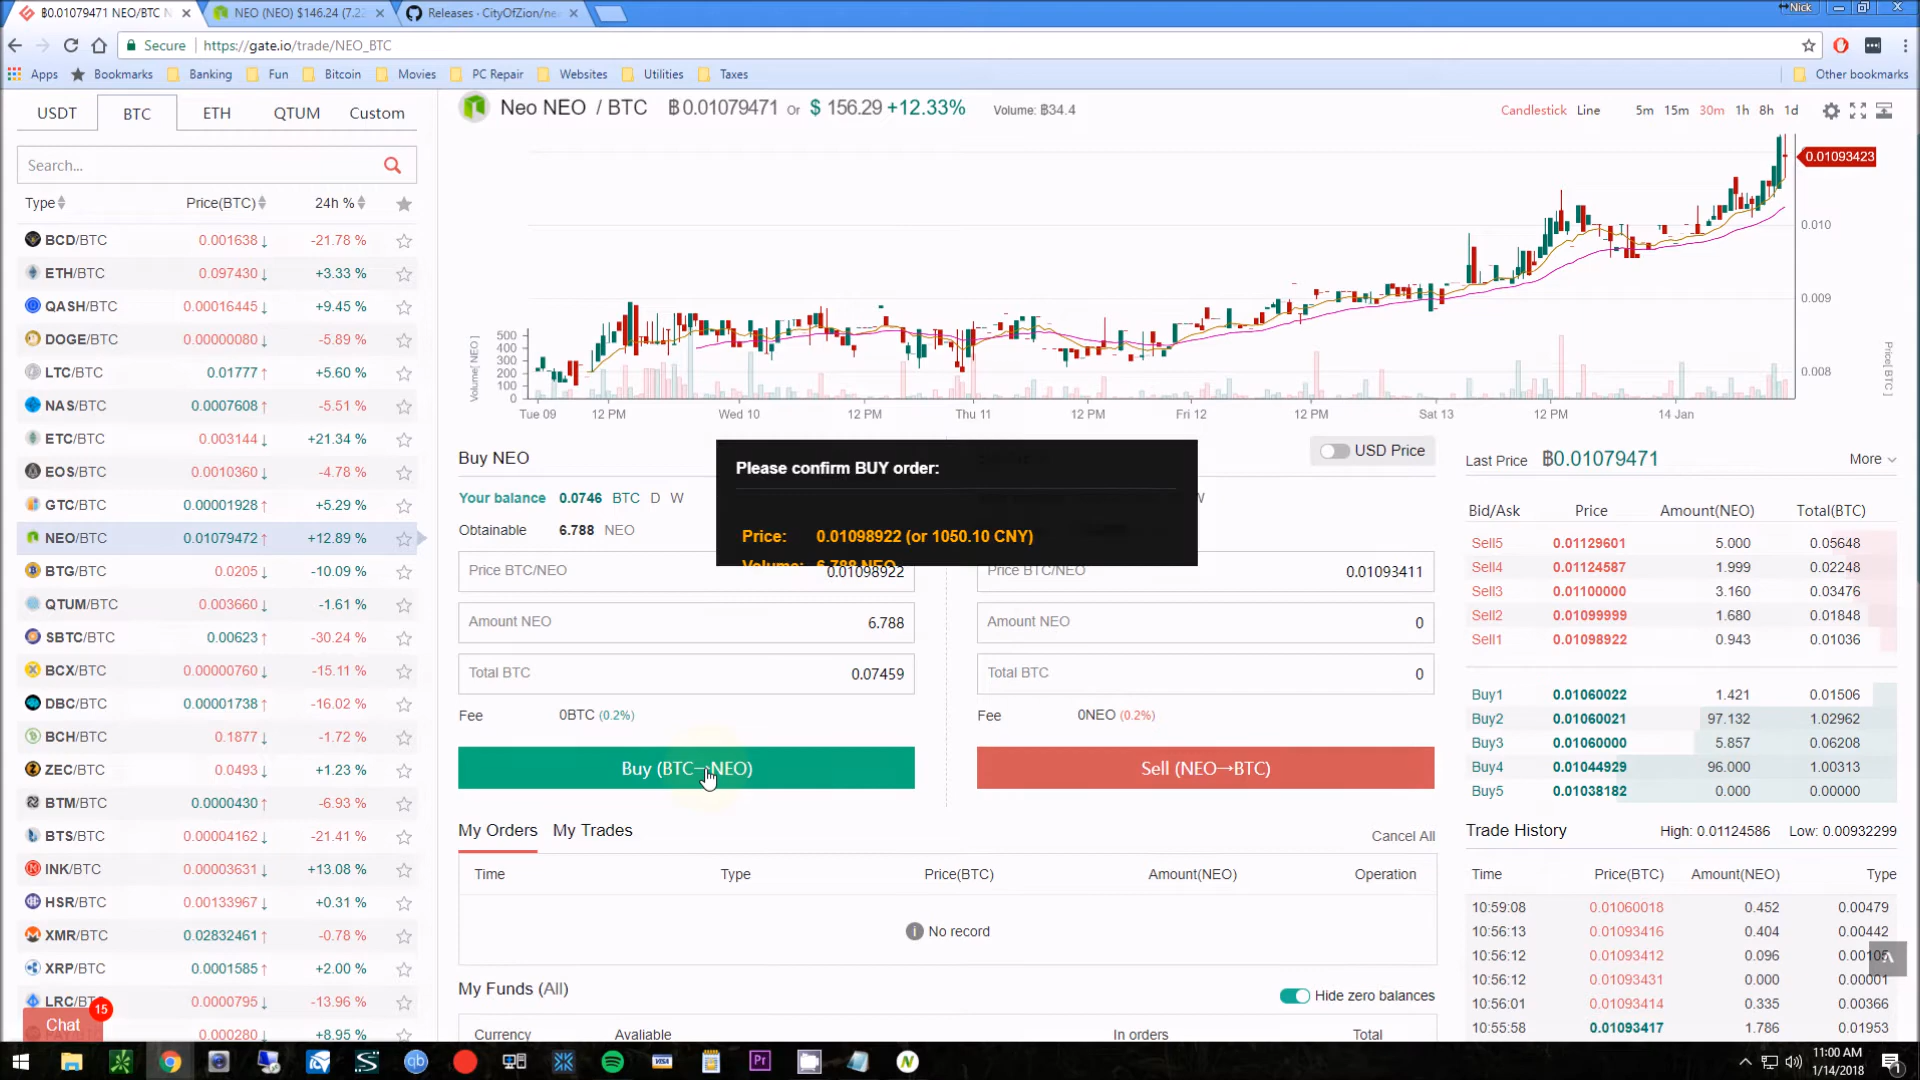 ฿0.01079471 NEO/BTC N
NEO (NEO) $146.24 (7.2
Releases · CityOfZion/ne
Nick
Secure
https://gate.io/trade/NEO_BTC
Apps
Bookmarks
Banking
Fun
Bitcoin
Movies
PC Repair
Websites
Utilities
Taxes
Other bookmarks
USDT
BTC
ETH
QTUM
Custom
Search...
Type
Price(BTC)
24h %
BCD/BTC 0.001638↓ -21.78 %
ETH/BTC 0.097430↓ +3.33 %
QASH/BTC 0.00016445↓ +9.45 %
DOGE/BTC 0.00000080↓ -5.89 %
LTC/BTC 0.01777↑ +5.60 %
NAS/BTC 0.0007608↑ -5.51 %
ETC/BTC 0.003144↓ +21.34 %
EOS/BTC 0.0010360↓ -4.78 %
GTC/BTC 0.00001928↑ +5.29 %
NEO/BTC 0.01079472↑ +12.89 %
BTG/BTC 0.0205↓ -10.09 %
QTUM/BTC 0.003660↓ -1.61 %
SBTC/BTC 0.00623↑ -30.24 %
BCX/BTC 0.00000760↓ -15.11 %
DBC/BTC 0.00001738↑ -16.02 %
BCH/BTC 0.1877↓ -1.72 %
ZEC/BTC 0.0493↓ +1.23 %
BTM/BTC 0.0000430↑ -6.93 %
BTS/BTC 0.00004162↓ -21.41 %
INK/BTC 0.00003631↓ +13.08 %
HSR/BTC 0.00133967↓ +0.31 %
XMR/BTC 0.02832461↑ -0.78 %
XRP/BTC 0.0001585↑ +2.00 %
LRC/BTC 0.0000795↓ -13.96 %
0.000280↓ +8.95 %
Chat
15
Neo NEO / BTC ฿0.01079471 Or $ 156.29 +12.33% Volume: ฿34.4
Candlestick Line 5m 15m 30m 1h 8h 1d
0.01093423
0.010
0.009
0.008
Price[ BTC ]
Volume[ NEO ]
500
400
300
200
100
0
Tue 09 12 PM Wed 10 12 PM Thu 11 12 PM Fri 12 12 PM Sat 13 12 PM 14 Jan
Buy NEO
Your balance 0.0746 BTC D W
Obtainable 6.788 NEO
Price BTC/NEO 0.01098922
Amount NEO 6.788
Total BTC 0.07459
Fee 0BTC (0.2%)
Buy (BTC→NEO)
Please confirm BUY order:
Price: 0.01098922 (or 1050.10 CNY)
Volume: 6.788 NEO
USD Price
W
Price BTC/NEO 0.01093411
Amount NEO 0
Total BTC 0
Fee 0NEO (0.2%)
Sell (NEO→BTC)
My Orders
My Trades
Cancel All
Time Type Price(BTC) Amount(NEO) Operation
No record
My Funds (All)
Hide zero balances
Currency Available In orders Total
Last Price ฿0.01079471 More
Bid/Ask Price Amount(NEO) Total(BTC)
Sell5 0.01129601 5.000 0.05648
Sell4 0.01124587 1.999 0.02248
Sell3 0.01100000 3.160 0.03476
Sell2 0.01099999 1.680 0.01848
Sell1 0.01098922 0.943 0.01036
Buy1 0.01060022 1.421 0.01506
Buy2 0.01060021 97.132 1.02962
Buy3 0.01060000 5.857 0.06208
Buy4 0.01044929 96.000 1.00313
Buy5 0.01038182 0.000 0.00000
Trade History High: 0.01124586 Low: 0.00932299
Time Price(BTC) Amount(NEO) Type
10:59:08 0.01060018 0.452 0.00479
10:56:13 0.01093416 0.404 0.00442
10:56:12 0.01093412 0.096 0.00105
10:56:12 0.01093431 0.000 0.00001
10:56:01 0.01093414 0.335 0.00366
10:55:58 0.01093417 1.786 0.01953
11:00 AM
1/14/2018